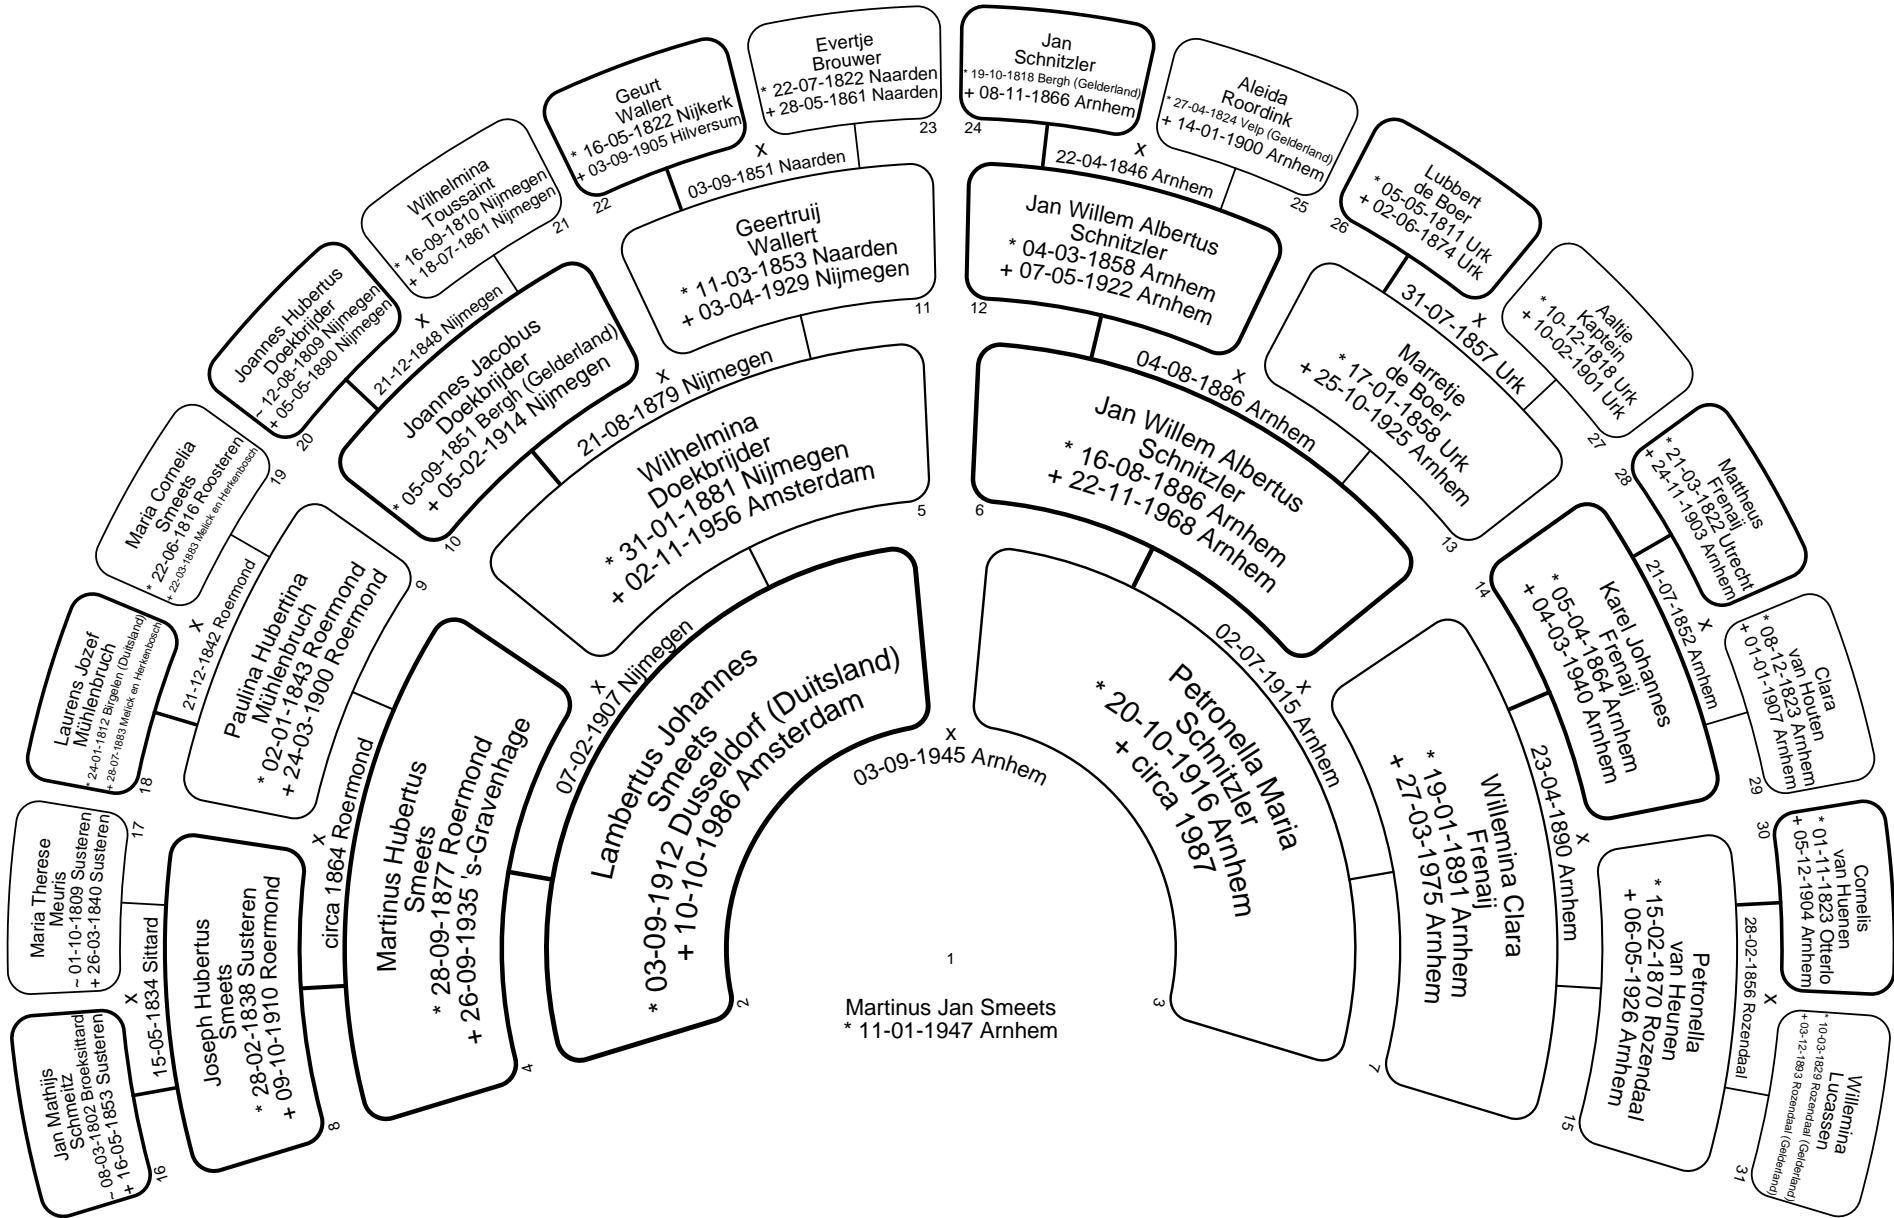 1
Martinus Jan Smeets
* 11-01-1947 Arnhem
Lambertus Johannes
Smeets
* 03-09-1912 Dusseldorf (Duitsland)
+ 10-10-1986 Amsterdam
2
x
03-09-1945 Arnhem
Petronella Maria
Schnitzler
* 20-10-1916 Arnhem
+ circa 1987
3
Martinus Hubertus
Smeets
* 28-09-1877 Roermond
+ 26-09-1935 's-Gravenhage
4
x
07-02-1907 Nijmegen
Wilhelmina
Doekbrijder
* 31-01-1881 Nijmegen
+ 02-11-1956 Amsterdam
5
Jan Willem Albertus
Schnitzler
* 16-08-1886 Arnhem
+ 22-11-1968 Arnhem
6
x
02-07-1915 Arnhem
Willemina Clara
Frenaij
* 19-01-1891 Arnhem
+ 27-03-1975 Arnhem
7
Joseph Hubertus
Smeets
* 28-02-1838 Susteren
+ 09-10-1910 Roermond
8
x
circa 1864 Roermond
Paulina Hubertina
Mühlenbruch
* 02-01-1843 Roermond
+ 24-03-1900 Roermond
9
Joannes Jacobus
Doekbrijder
* 05-09-1851 Bergh (Gelderland)
+ 05-02-1914 Nijmegen
10
x
21-08-1879 Nijmegen
Geertruij
Wallert
* 11-03-1853 Naarden
+ 03-04-1929 Nijmegen
11
Jan Willem Albertus
Schnitzler
* 04-03-1858 Arnhem
+ 07-05-1922 Arnhem
12
x
04-08-1886 Arnhem
Marretje
de Boer
* 17-01-1858 Urk
+ 25-10-1925 Arnhem
13
Karel Johannes
Frenaij
* 05-04-1864 Arnhem
+ 04-03-1940 Arnhem
14
x
23-04-1890 Arnhem
Petronella
van Heunen
* 15-02-1870 Rozendaal
+ 06-05-1926 Arnhem
15
Jan Mathijs
Schmeitz
~ 08-03-1802 Broeksittard
+ 16-05-1853 Susteren
16
x
15-05-1834 Sittard
Maria Therese
Meuris
~ 01-10-1809 Susteren
+ 26-03-1840 Susteren
17
Laurens Jozef
Mühlenbruch
* 24-01-1812 Birgelen (Duitsland)
+ 28-07-1883 Melick en Herkenbosch
18
x
21-12-1842 Roermond
Maria Cornelia
Smeets
* 22-06-1816 Roosteren
+ 22-03-1883 Melick en Herkenbosch
19
Joannes Hubertus
Doekbrijder
~ 12-08-1809 Nijmegen
+ 05-05-1890 Nijmegen
20
x
21-12-1848 Nijmegen
Wilhelmina
Toussaint
* 16-09-1810 Nijmegen
+ 18-07-1861 Nijmegen
21
Geurt
Wallert
* 16-05-1822 Nijkerk
+ 03-09-1905 Hilversum
22
x
03-09-1851 Naarden
Evertje
Brouwer
* 22-07-1822 Naarden
+ 28-05-1861 Naarden
23
Jan
Schnitzler
* 19-10-1818 Bergh (Gelderland)
+ 08-11-1866 Arnhem
24
x
22-04-1846 Arnhem
Aleida
Roordink
* 27-04-1824 Velp (Gelderland)
+ 14-01-1900 Arnhem
25
Lubbert
de Boer
* 05-05-1811 Urk
+ 02-06-1874 Urk
26
x
31-07-1857 Urk
Aaltje
Kaptein
* 10-12-1818 Urk
+ 10-02-1901 Urk
27
Mattheus
Frenaij
* 21-03-1822 Utrecht
+ 24-11-1903 Arnhem
28
x
21-07-1852 Arnhem
Clara
van Houten
* 08-12-1823 Arnhem
+ 01-01-1907 Arnhem
29
Cornelis
van Huenen
* 01-11-1823 Otterlo
+ 05-12-1904 Arnhem
30
x
28-02-1856 Rozendaal
Willemina
Lucassen
* 10-03-1829 Rozendaal (Gelderland)
+ 03-12-1893 Rozendaal (Gelderland)
31